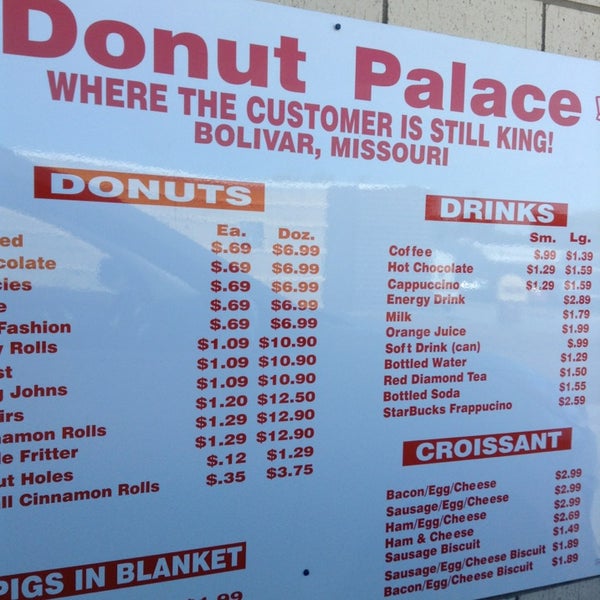 Donut Palace
WHERE THE CUSTOMER IS STILL KING!
BOLIVAR, MISSOURI
DONUTS
Ea. Doz.
ed $.69 $6.99
colate $.69 $6.99
cies $.69 $6.99
e $.69 $6.99
Fashion $.69 $6.99
y Rolls $1.09 $10.90
st $1.09 $10.90
g Johns $1.09 $10.90
irs $1.20 $12.50
namon Rolls $1.29 $12.90
le Fritter $1.29 $12.90
ut Holes $.12 $1.29
ll Cinnamon Rolls $.35 $3.75
PIGS IN BLANKET
DRINKS
Sm. Lg.
Coffee $.99 $1.39
Hot Chocolate $1.29 $1.59
Cappuccino $1.29 $1.59
Energy Drink $2.89
Milk $1.79
Orange Juice $1.99
Soft Drink (can) $.99
Bottled Water $1.29
Red Diamond Tea $1.50
Bottled Soda $1.55
StarBucks Frappucino $2.59
CROISSANT
Bacon/Egg/Cheese $2.99
Sausage/Egg/Cheese $2.99
Ham/Egg/Cheese $2.99
Ham & Cheese $2.69
Sausage Biscuit $1.49
Sausage/Egg/Cheese Biscuit $1.89
Bacon/Egg/Cheese Biscuit $1.89